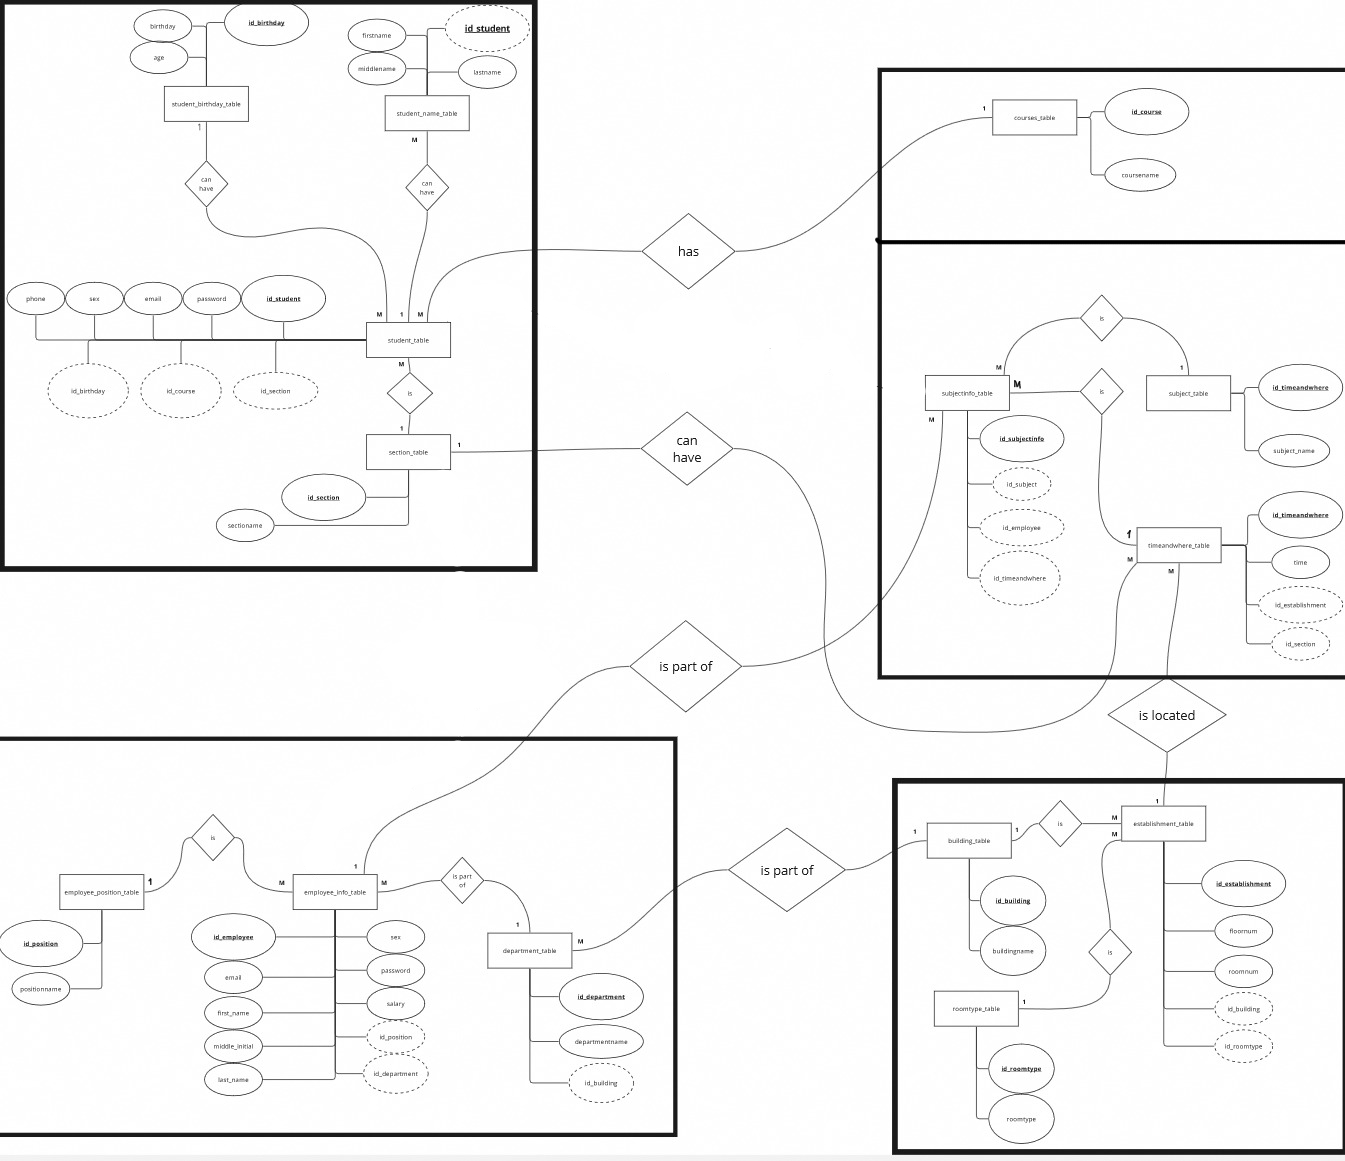 birthday
id_birthday
age
student_birthday_table
1
can
have
firstname
id_student
middlename
lastname
student_name_table
M
can
have
phone
sex
email
password
id_student
M
1
M
student_table
id_birthday
id_course
id_section
M
is
1
section_table
1
id_section
sectioname
has
can
have
is part of
1
courses_table
id_course
coursename
is
M
1
subjectinfo_table
M
is
subject_table
id_timeandwhere
subject_name
M
id_subjectinfo
id_subject
id_employee
id_timeandwhere
1
M
timeandwhere_table
M
id_timeandwhere
time
id_establishment
id_section
is located
is
employee_position_table
1
M
1
employee_info_table
M
is part
of
1
department_table
M
id_position
positionname
id_employee
email
first_name
middle_initial
last_name
sex
password
salary
id_position
id_department
id_department
departmentname
id_building
is part of
1
building_table
1
is
M
1
establishment_table
M
id_building
buildingname
is
id_establishment
floornum
roomnum
id_building
id_roomtype
roomtype_table
1
id_roomtype
roomtype